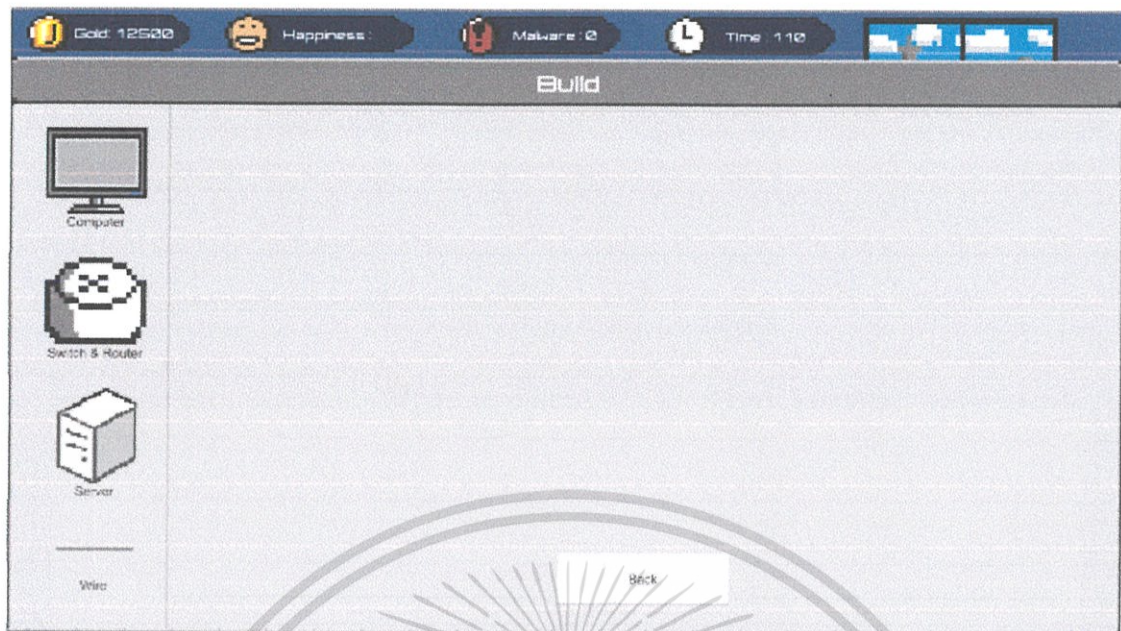 Gold: 12500
Happiness:
Malware: 0
Time: 110
Build
Computer
Switch & Router
Server
Wire
Back